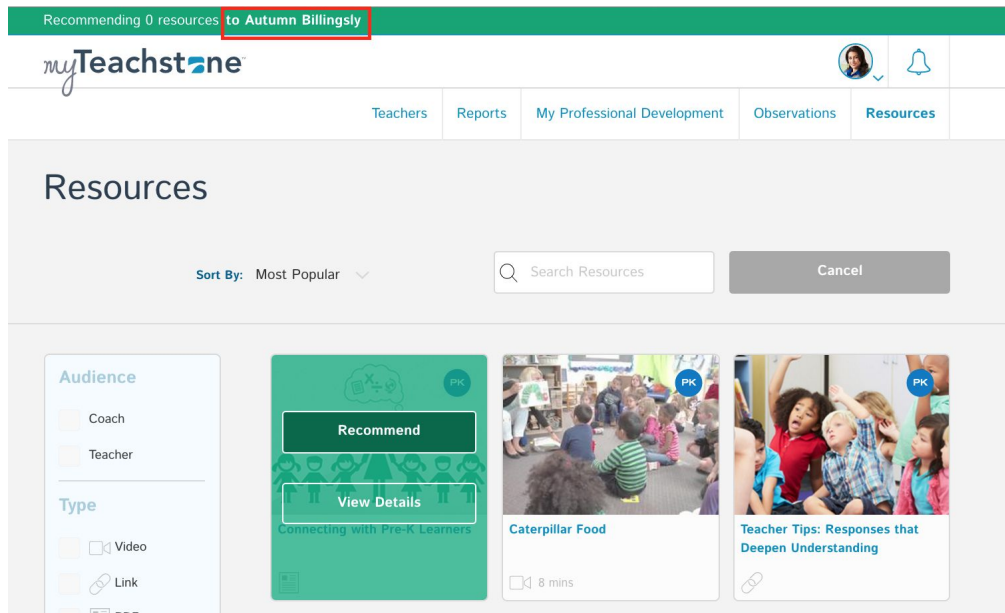 Recommending 0 resources to Autumn Billingsly
myTeachstone
Teachers Reports My Professional Development Observations Resources
Resources
Sort By: Most Popular
Search Resources
Cancel
Audience
Coach
Teacher
Type
Video
Link
PK
Recommend
View Details
Connecting with Pre-K Learners
PK
Caterpillar Food
8 mins
PK
Teacher Tips: Responses that
Deepen Understanding